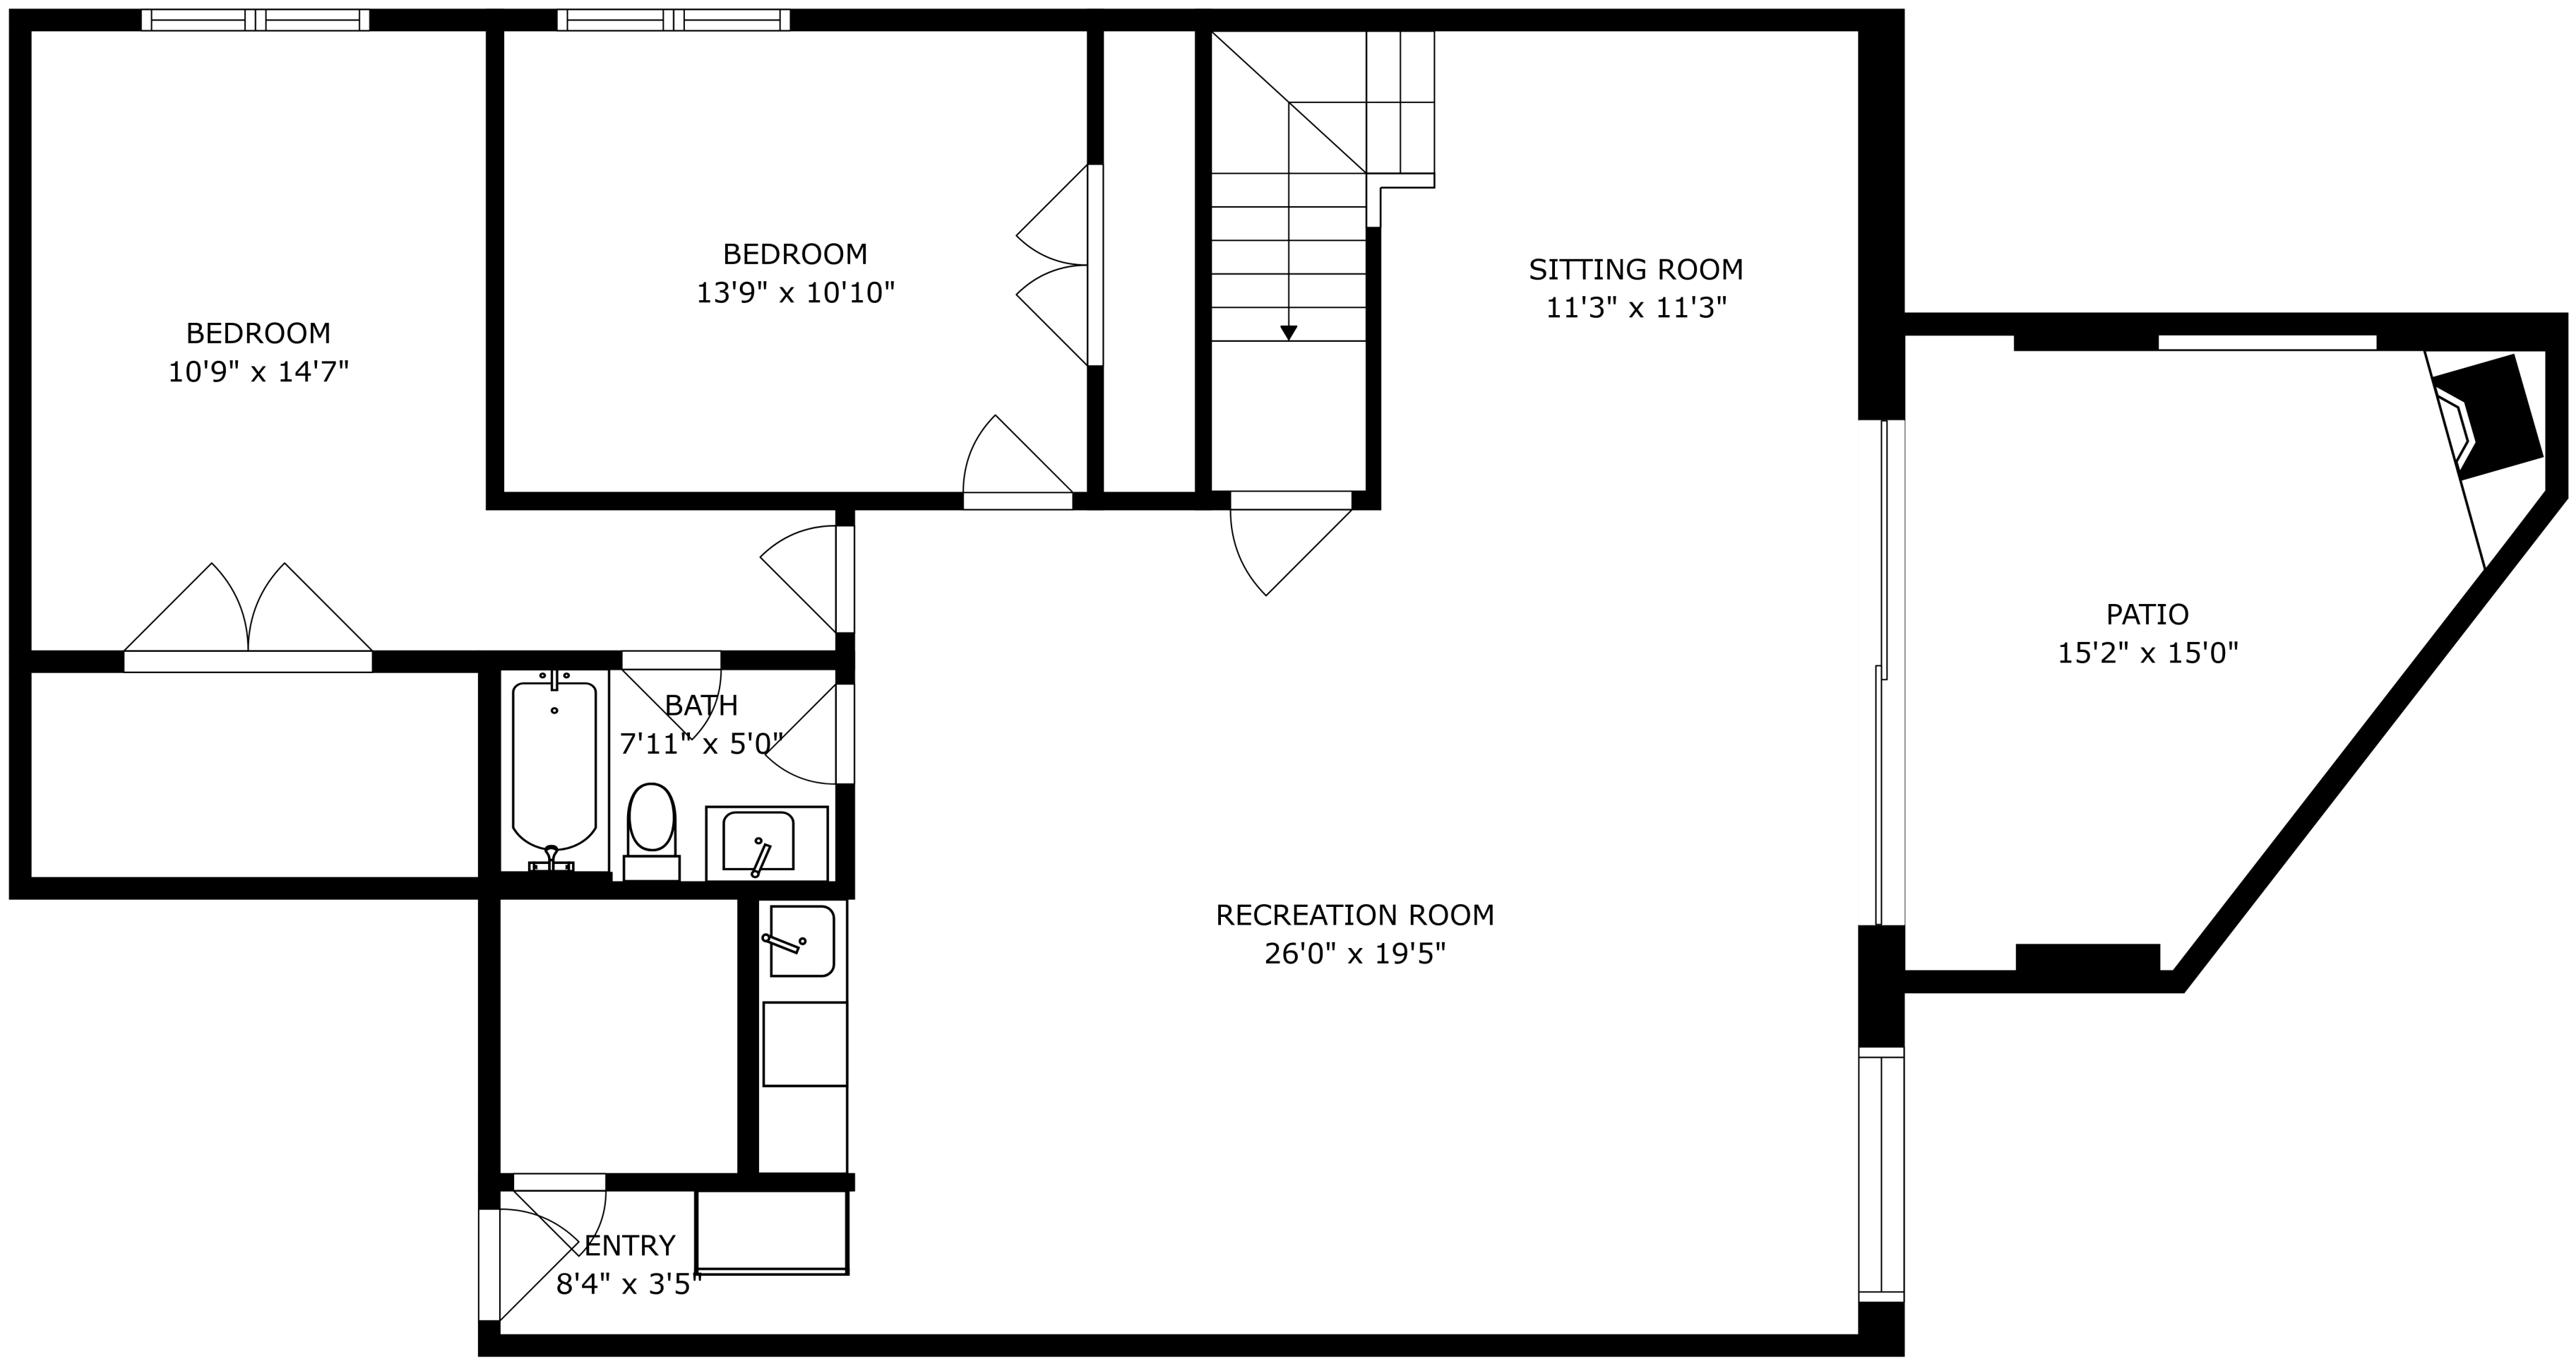 BEDROOM
10'9" x 14'7"
BEDROOM
13'9" x 10'10"
SITTING ROOM
11'3" x 11'3"
PATIO
15'2" x 15'0"
BATH
7'11" x 5'0"
RECREATION ROOM
26'0" x 19'5"
ENTRY
8'4" x 3'5"